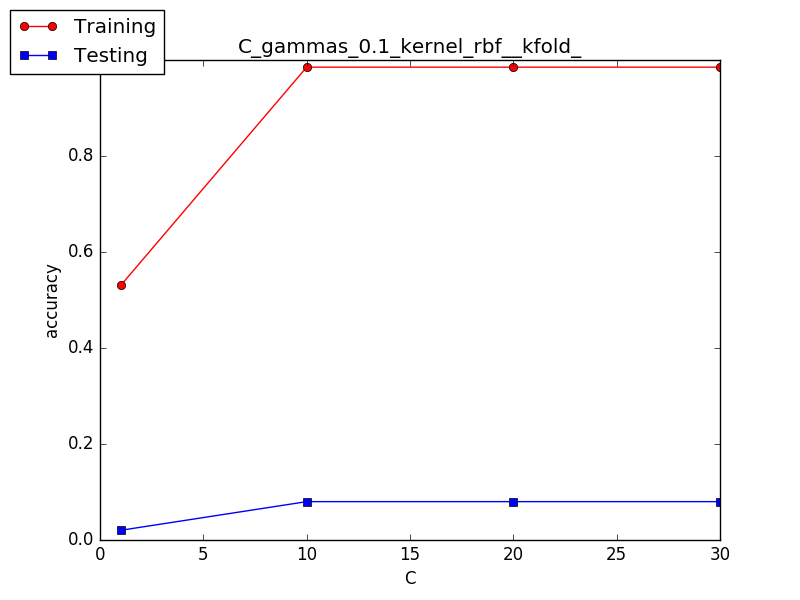 Training
Testing
C_gammas_0.1_kernel_rbf__kfold_
0.8
0.6
accuracy
0.4
0.2
0.0
0 5 10 15 20 25 30
C